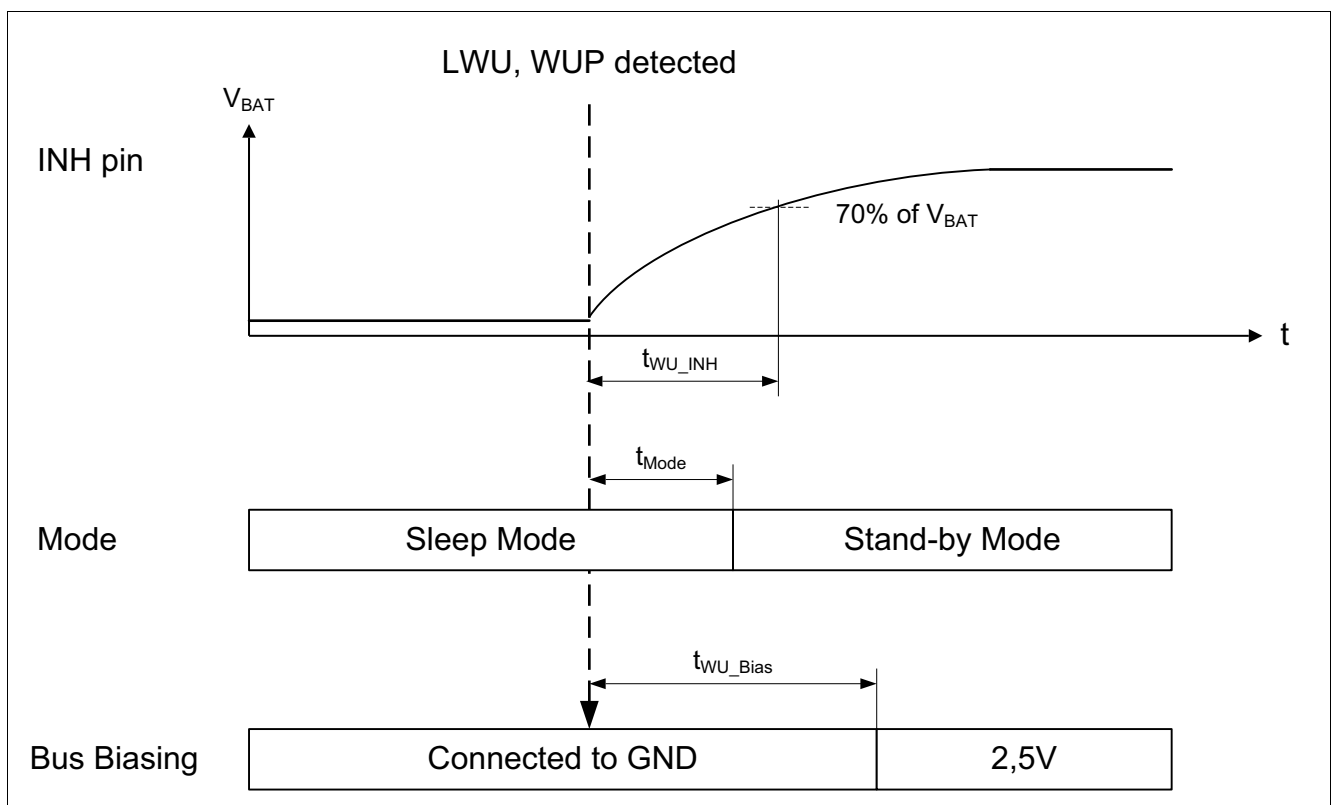 LWU, WUP detected
V_BAT
INH pin
70% of V_BAT
t
t_WU_INH
t_Mode
Mode
Sleep Mode
Stand-by Mode
t_WU_Bias
Bus Biasing
Connected to GND
2,5V